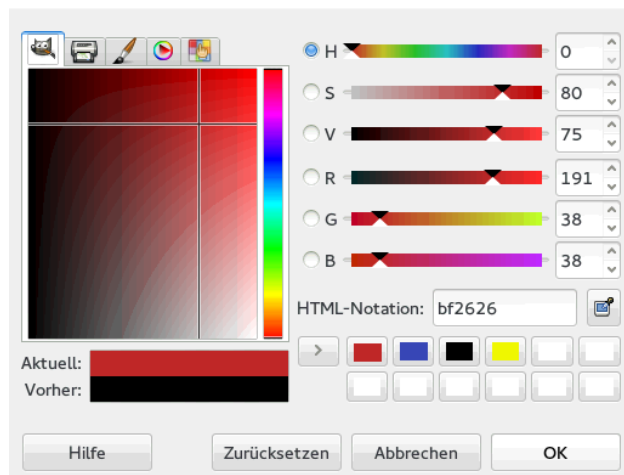 H 0
S 80
V 75
R 191
G 38
B 38
HTML-Notation: bf2626
>
Aktuell:
Vorher:
Hilfe Zurücksetzen Abbrechen OK